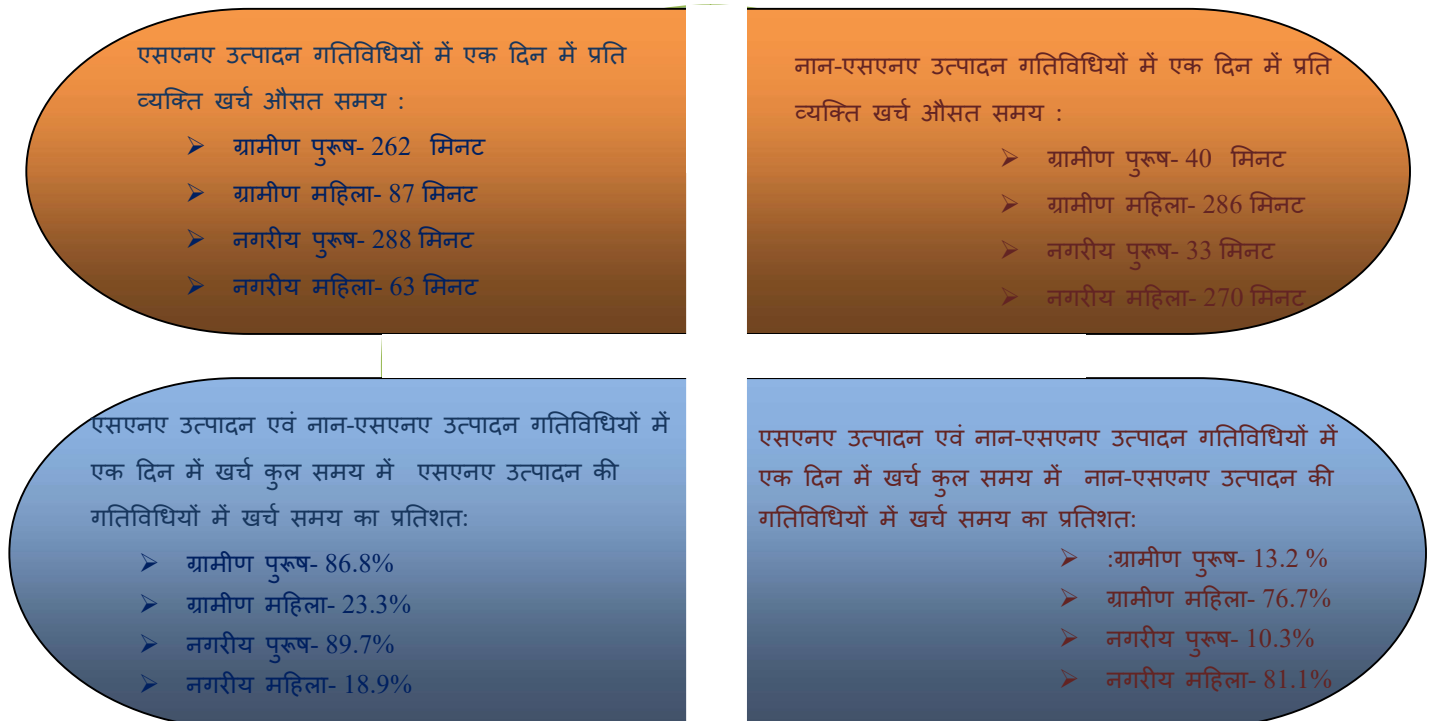 एसएनए उत्पादन गतिविधियों में एक दिन में प्रति
व्यक्ति खर्च औसत समय :
➢ ग्रामीण पुरूष- 262 मिनट
➢ ग्रामीण महिला- 87 मिनट
➢ नगरीय पुरूष- 288 मिनट
➢ नगरीय महिला- 63 मिनट
नान-एसएनए उत्पादन गतिविधियों में एक दिन में प्रति
व्यक्ति खर्च औसत समय :
➢ ग्रामीण पुरूष- 40 मिनट
➢ ग्रामीण महिला- 286 मिनट
➢ नगरीय पुरूष- 33 मिनट
➢ नगरीय महिला- 270 मिनट
एसएनए उत्पादन एवं नान-एसएनए उत्पादन गतिविधियों में
एक दिन में खर्च कुल समय में एसएनए उत्पादन की
गतिविधियों में खर्च समय का प्रतिशत:
➢ ग्रामीण पुरूष- 86.8%
➢ ग्रामीण महिला- 23.3%
➢ नगरीय पुरूष- 89.7%
➢ नगरीय महिला- 18.9%
एसएनए उत्पादन एवं नान-एसएनए उत्पादन गतिविधियों में
एक दिन में खर्च कुल समय में नान-एसएनए उत्पादन की
गतिविधियों में खर्च समय का प्रतिशत:
➢ :ग्रामीण पुरूष- 13.2 %
➢ ग्रामीण महिला- 76.7%
➢ नगरीय पुरूष- 10.3%
➢ नगरीय महिला- 81.1%